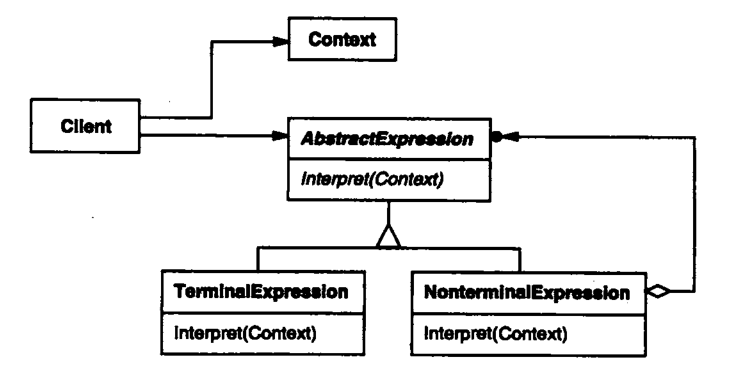 Context
Client
AbstractExpression
Interpret(Context)
TerminalExpression
Interpret(Context)
NonterminalExpression
Interpret(Context)